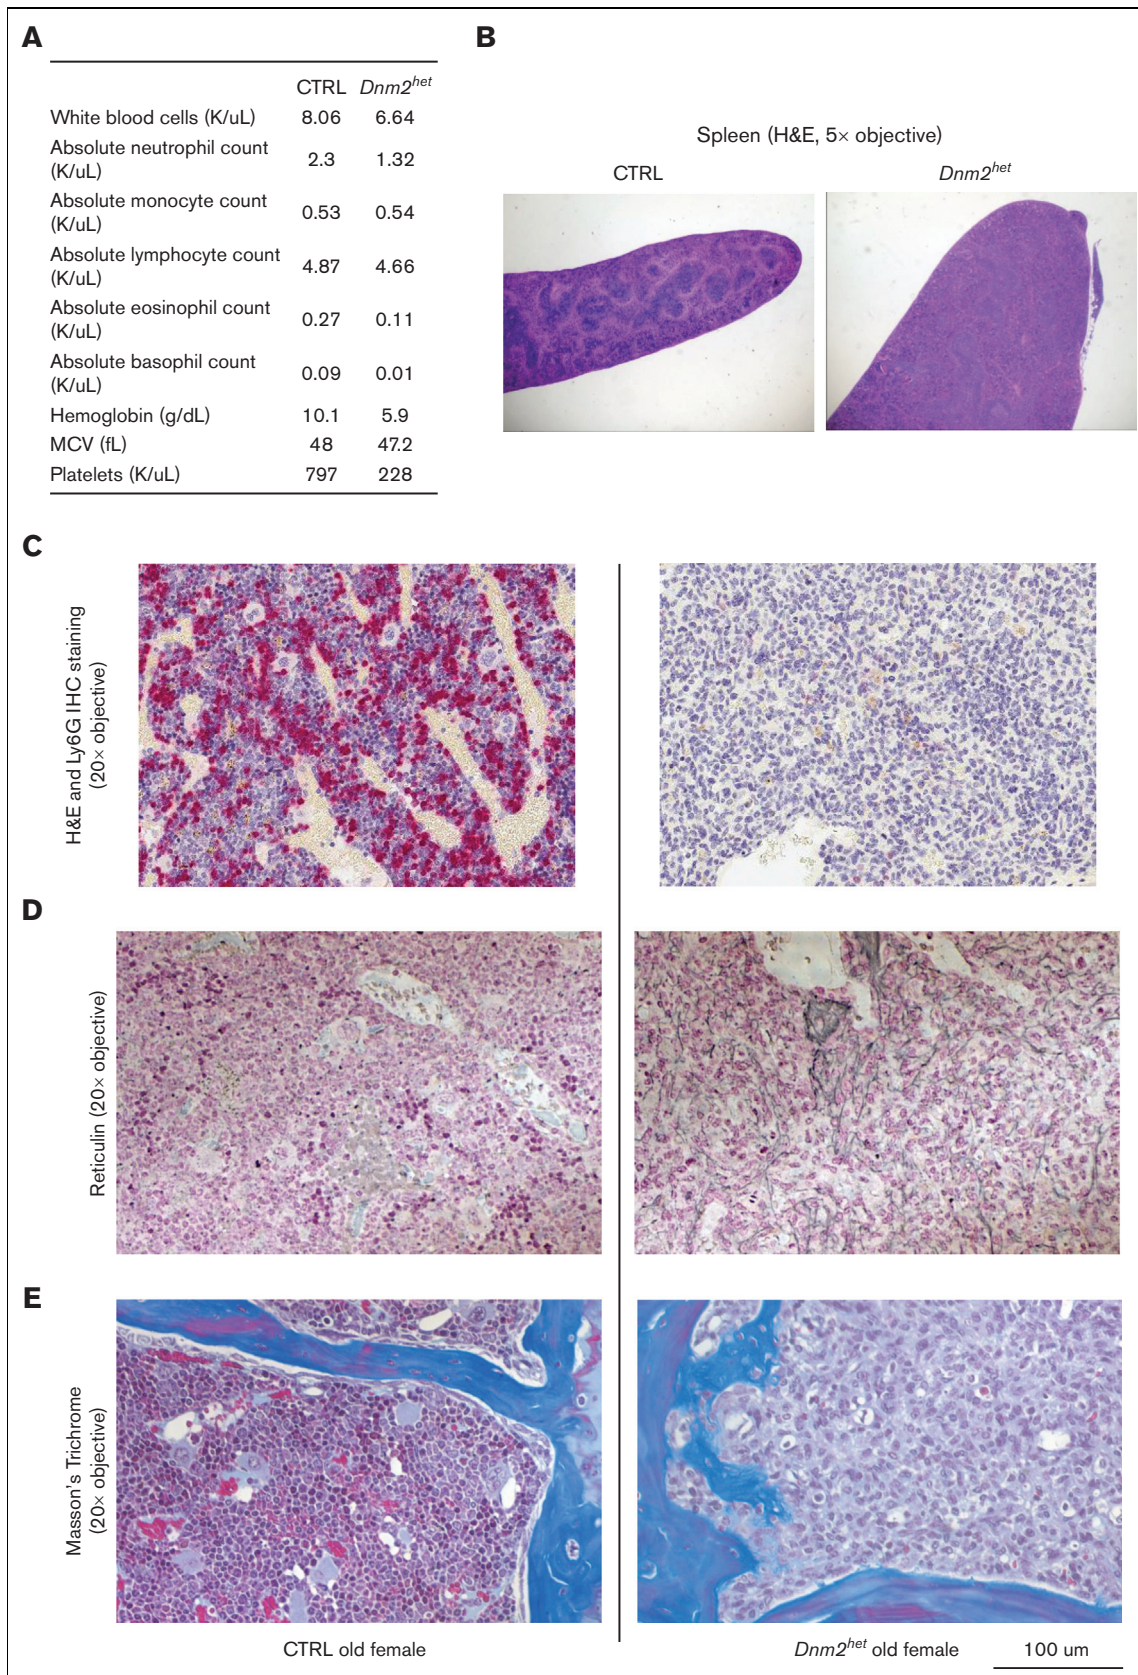 A
CTRL Dnm2het
White blood cells (K/uL) 8.06 6.64
Absolute neutrophil count
(K/uL) 2.3 1.32
Absolute monocyte count
(K/uL) 0.53 0.54
Absolute lymphocyte count
(K/uL) 4.87 4.66
Absolute eosinophil count
(K/uL) 0.27 0.11
Absolute basophil count
(K/uL) 0.09 0.01
Hemoglobin (g/dL) 10.1 5.9
MCV (fL) 48 47.2
Platelets (K/uL) 797 228
B
Spleen (H&E, 5× objective)
CTRL Dnm2het
C
H&E and Ly6G IHC staining
(20× objective)
D
Reticulin (20× objective)
E
Masson's Trichrome
(20× objective)
CTRL old female Dnm2het old female 100 um